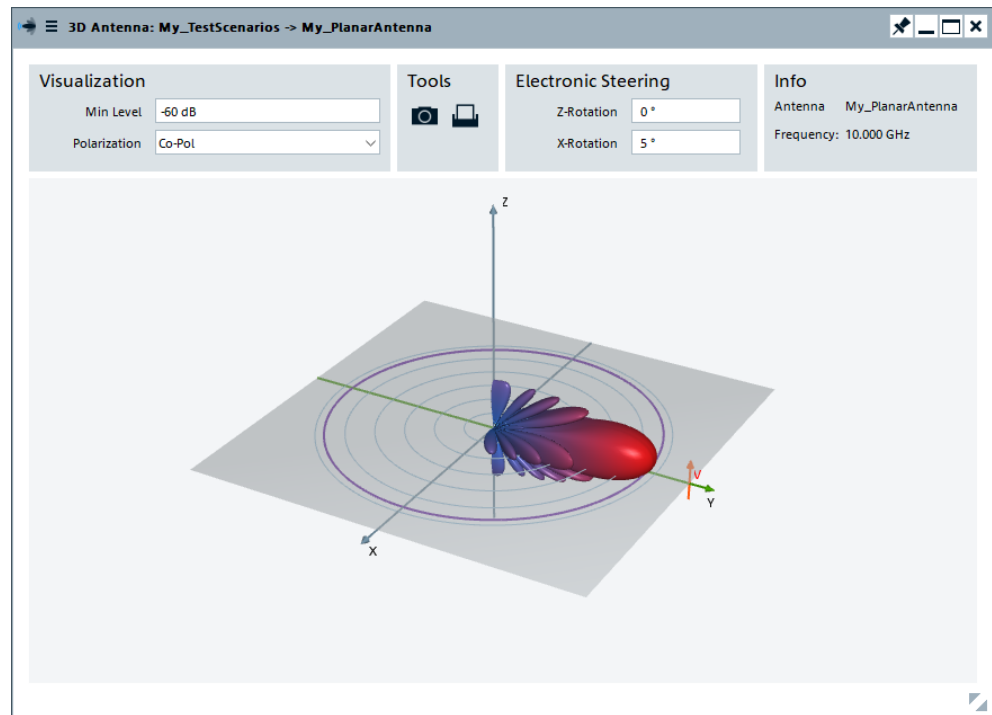 3D Antenna: My_TestScenarios -> My_PlanarAntenna
Visualization
Min Level -60 dB
Polarization Co-Pol
Tools
Electronic Steering
Z-Rotation 0 °
X-Rotation 5 °
Info
Antenna My_PlanarAntenna
Frequency: 10.000 GHz
Z
V
Y
X